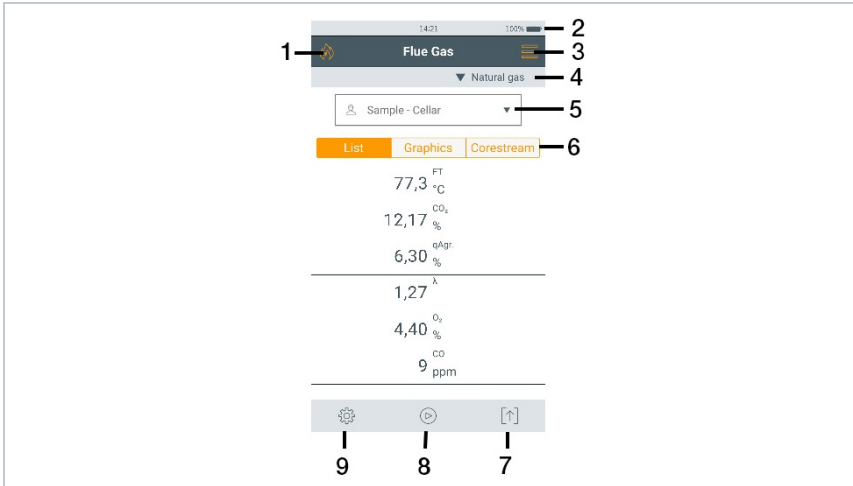 14:21 100% 2
1 Flue Gas 3
▼ Natural gas 4
Sample - Cellar ▼ 5
List Graphics Corestream 6
77,3 FT °C
12,17 CO₂ %
6,30 qAgr. %
1,27 λ
4,40 O₂ %
9 CO ppm
9 8 7